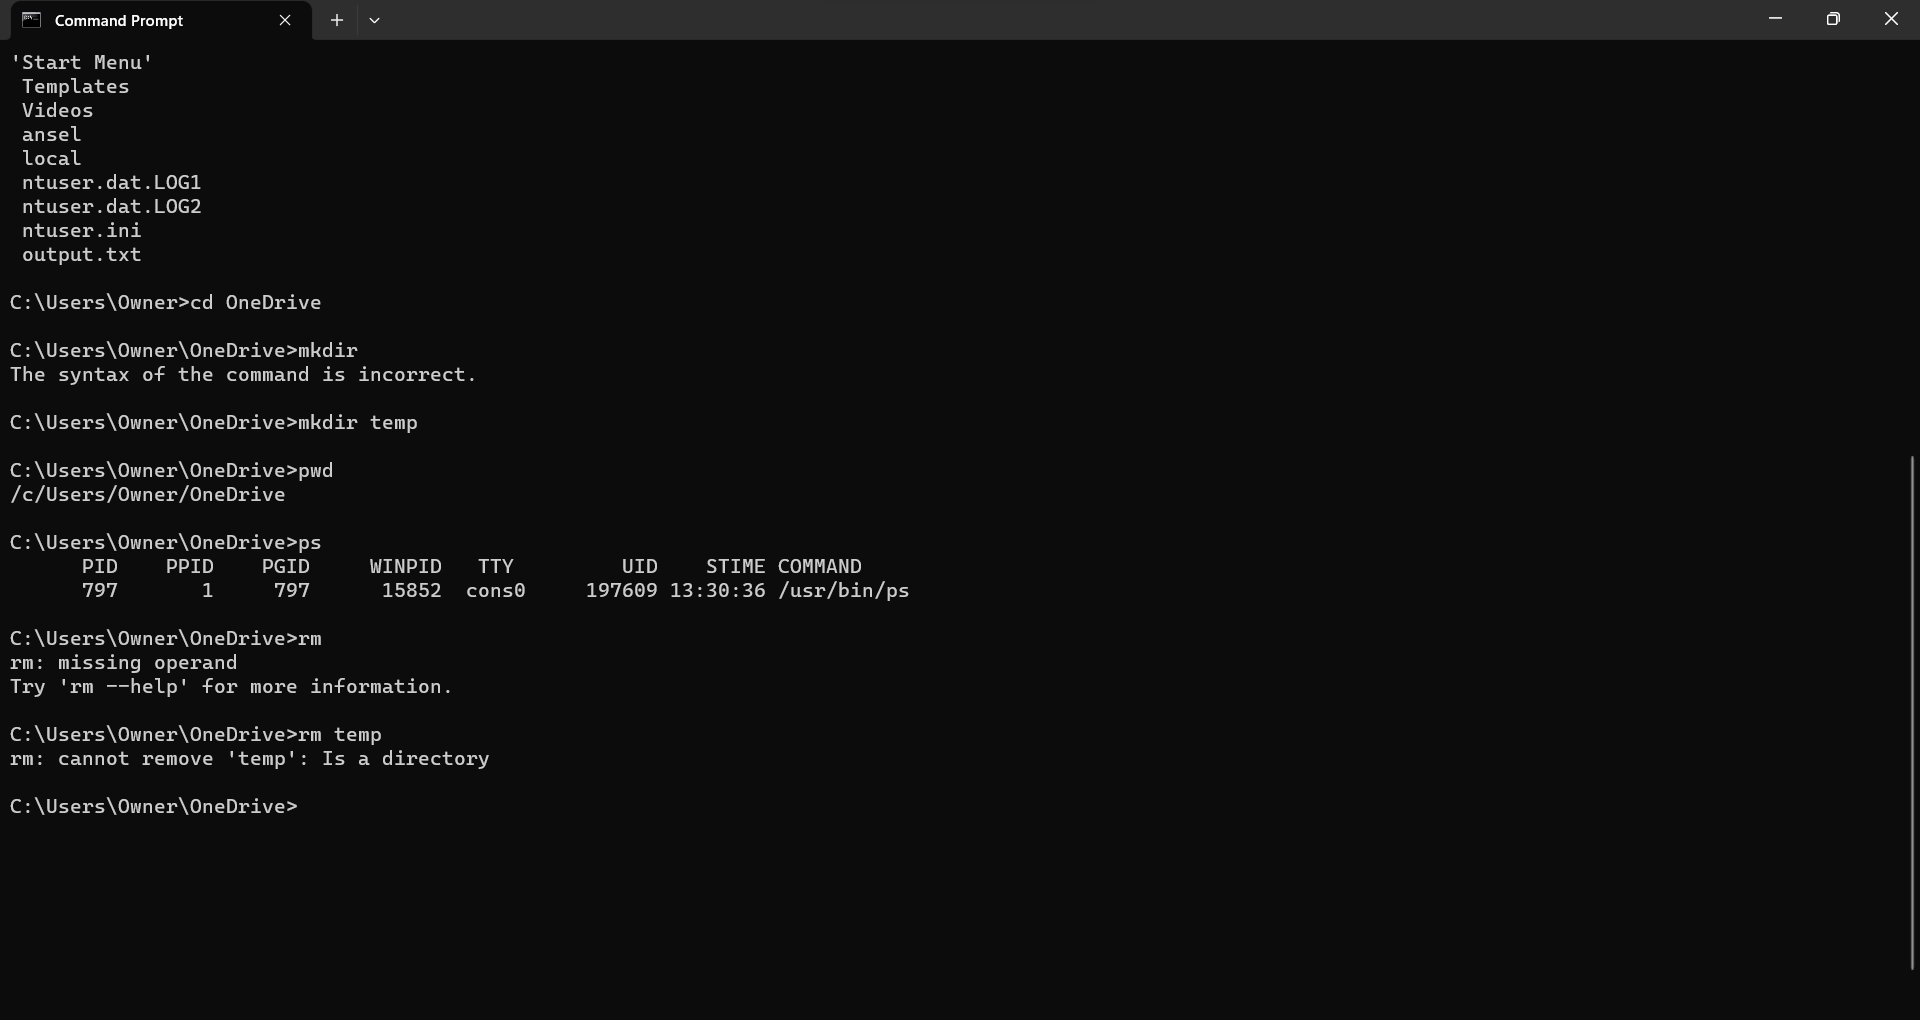 Command Prompt
'Start Menu'
Templates
Videos
ansel
local
ntuser.dat.LOG1
ntuser.dat.LOG2
ntuser.ini
output.txt
C:\Users\Owner>cd OneDrive
C:\Users\Owner\OneDrive>mkdir
The syntax of the command is incorrect.
C:\Users\Owner\OneDrive>mkdir temp
C:\Users\Owner\OneDrive>pwd
/c/Users/Owner/OneDrive
C:\Users\Owner\OneDrive>ps
      PID    PPID    PGID     WINPID   TTY         UID    STIME COMMAND
      797       1     797      15852  cons0     197609 13:30:36 /usr/bin/ps
C:\Users\Owner\OneDrive>rm
rm: missing operand
Try 'rm --help' for more information.
C:\Users\Owner\OneDrive>rm temp
rm: cannot remove 'temp': Is a directory
C:\Users\Owner\OneDrive>